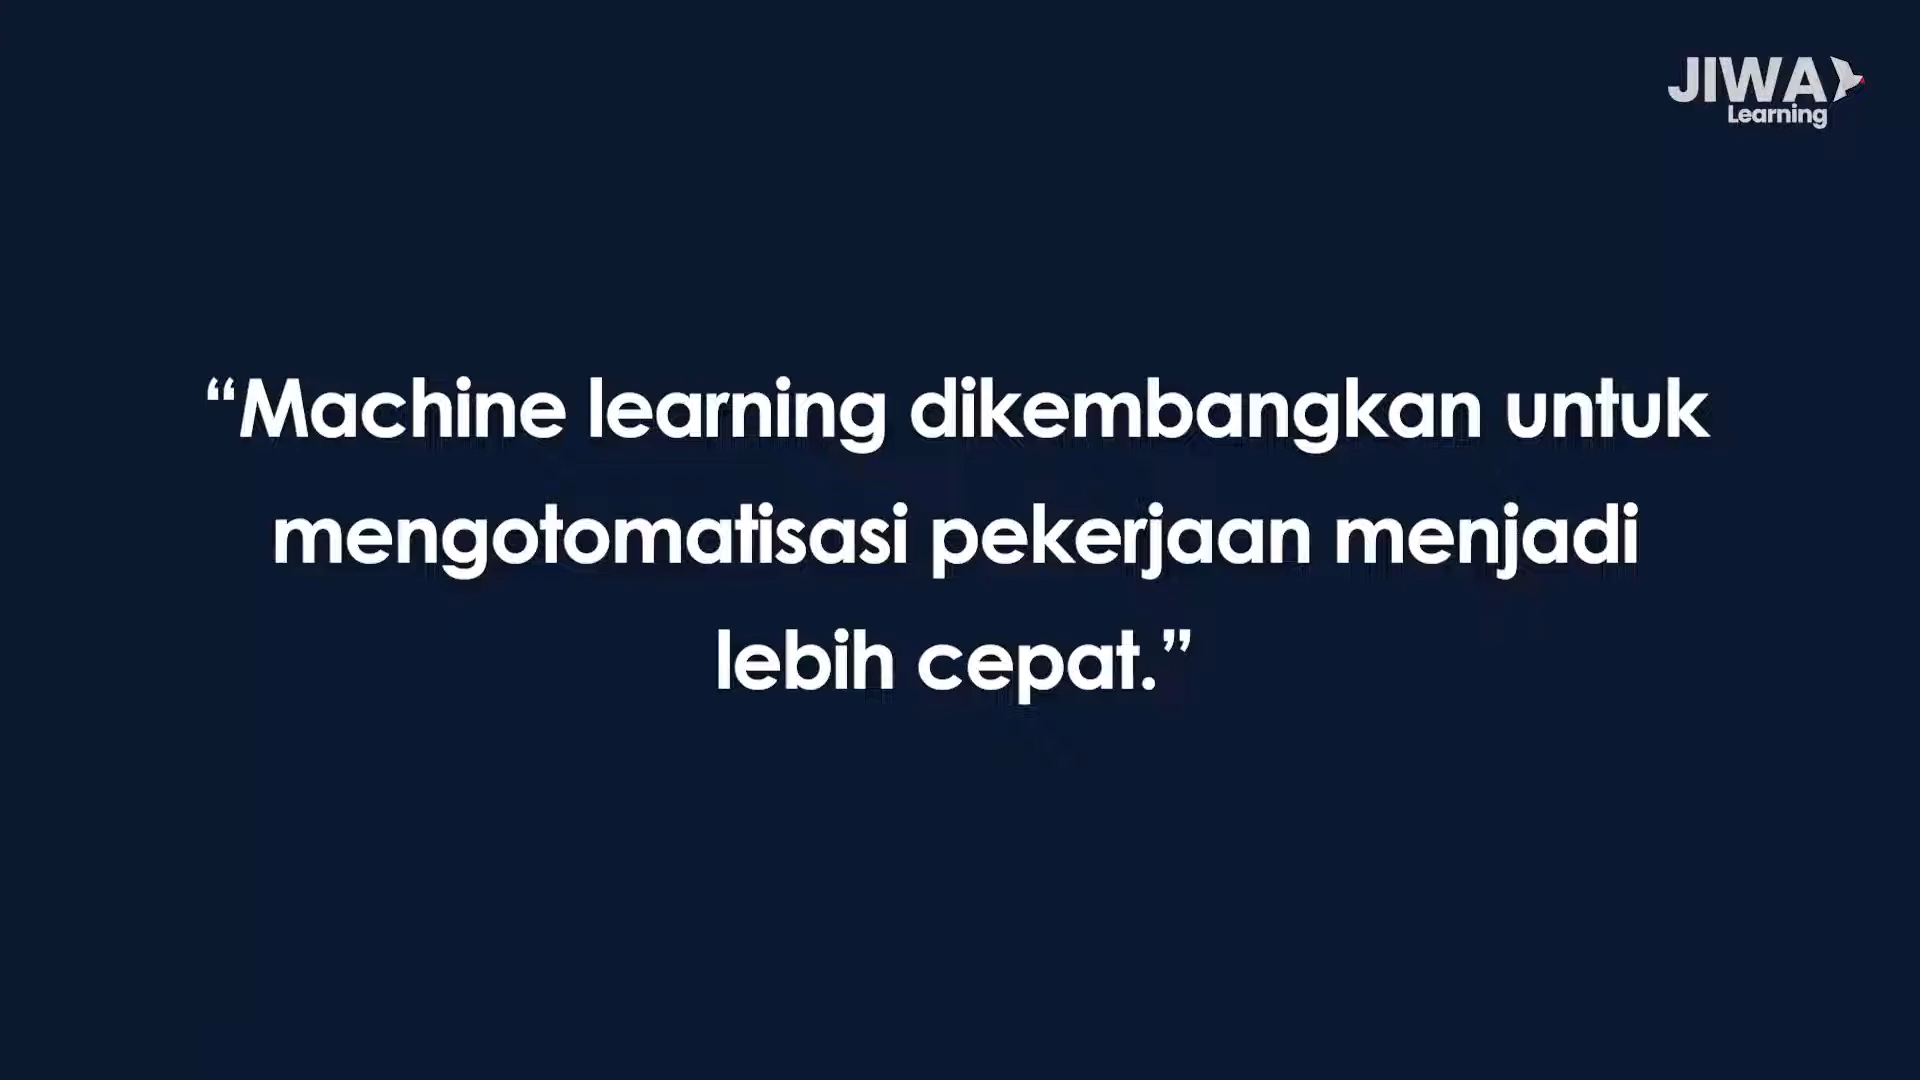 JIWA
Learning
“Machine learning dikembangkan untuk
mengotomatisasi pekerjaan menjadi
lebih cepat.”